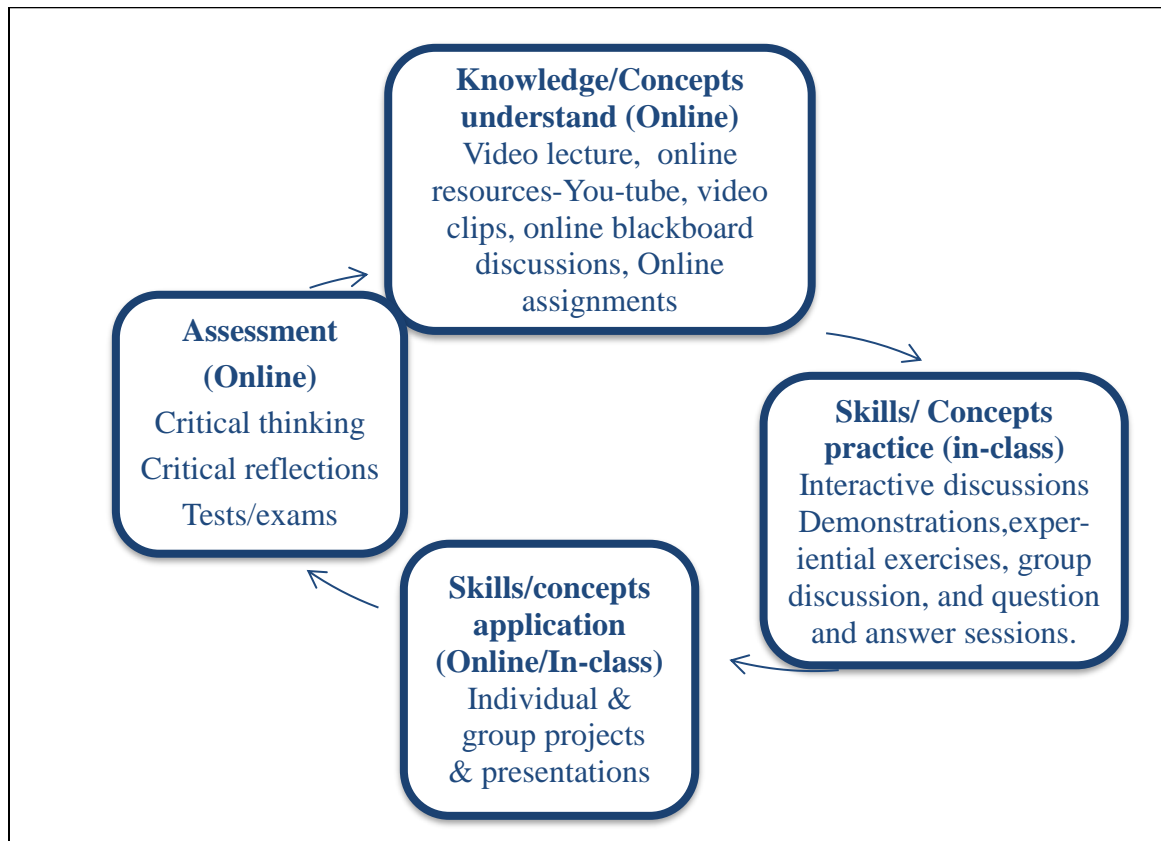 Knowledge/Concepts
understand (Online)
Video lecture, online
resources-You-tube, video
clips, online blackboard
discussions, Online
assignments
Skills/ Concepts
practice (in-class)
Interactive discussions
Demonstrations,exper-
iential exercises, group
discussion, and question
and answer sessions.
Skills/concepts
application
(Online/In-class)
Individual &
group projects
& presentations
Assessment
(Online)
Critical thinking
Critical reflections
Tests/exams